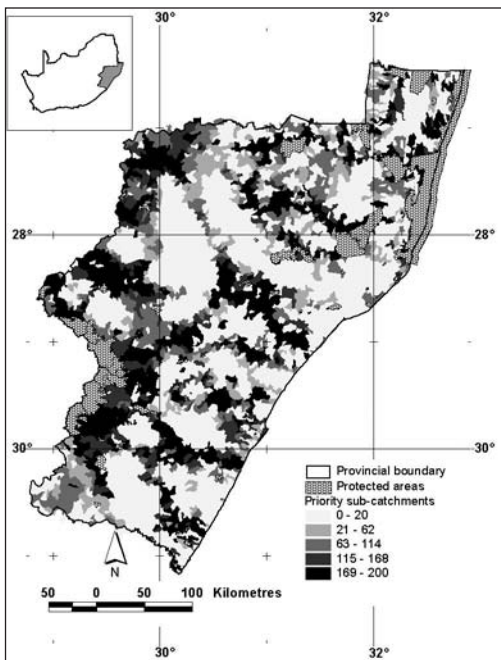 30°
32°
28°
28°
30°
30°
Provincial boundary
Protected areas
Priority sub-catchments
0 - 20
21 - 62
63 - 114
115 - 168
169 - 200
N
50 0 50 100 Kilometres
30°
32°